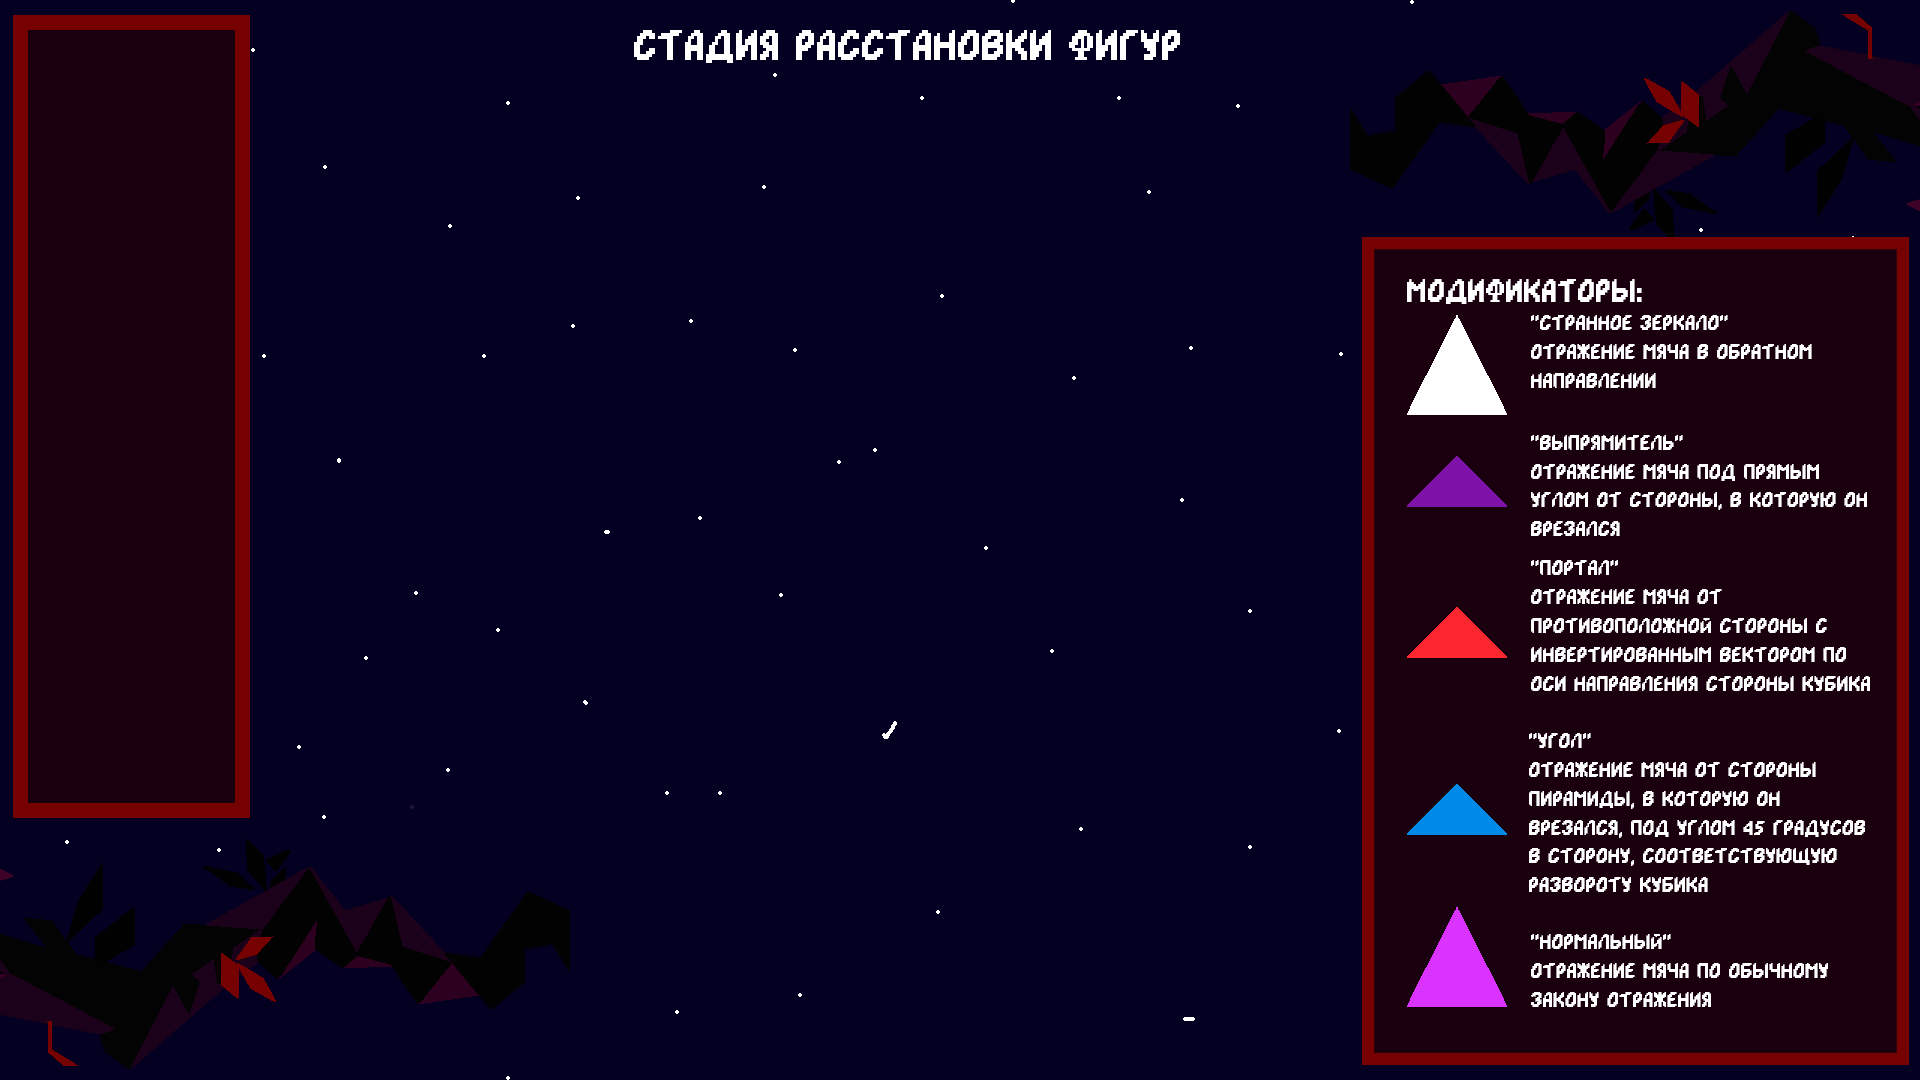 СТАДИЯ РАССТАНОВКИ ФИГУР
МОДИФИКАТОРЫ:
"СТРАННОЕ ЗЕРКАЛО"
ОТРАЖЕНИЕ МЯЧА В ОБРАТНОМ
НАПРАВЛЕНИИ
"ВЫПРЯМИТЕЛЬ"
ОТРАЖЕНИЕ МЯЧА ПОД ПРЯМЫМ
УГЛОМ ОТ СТОРОНЫ, В КОТОРУЮ ОН
ВРЕЗАЛСЯ
"ПОРТАЛ"
ОТРАЖЕНИЕ МЯЧА ОТ
ПРОТИВОПОЛОЖНОЙ СТОРОНЫ С
ИНВЕРТИРОВАННЫМ ВЕКТОРОМ ПО
ОСИ НАПРАВЛЕНИЯ СТОРОНЫ КУБИКА
"УГОЛ"
ОТРАЖЕНИЕ МЯЧА ОТ СТОРОНЫ
ПИРАМИДЫ, В КОТОРУЮ ОН
ВРЕЗАЛСЯ, ПОД УГЛОМ 45 ГРАДУСОВ
В СТОРОНУ, СООТВЕТСТВУЮЩУЮ
РАЗВОРОТУ КУБИКА
"НОРМАЛЬНЫЙ"
ОТРАЖЕНИЕ МЯЧА ПО ОБЫЧНОМУ
ЗАКОНУ ОТРАЖЕНИЯ